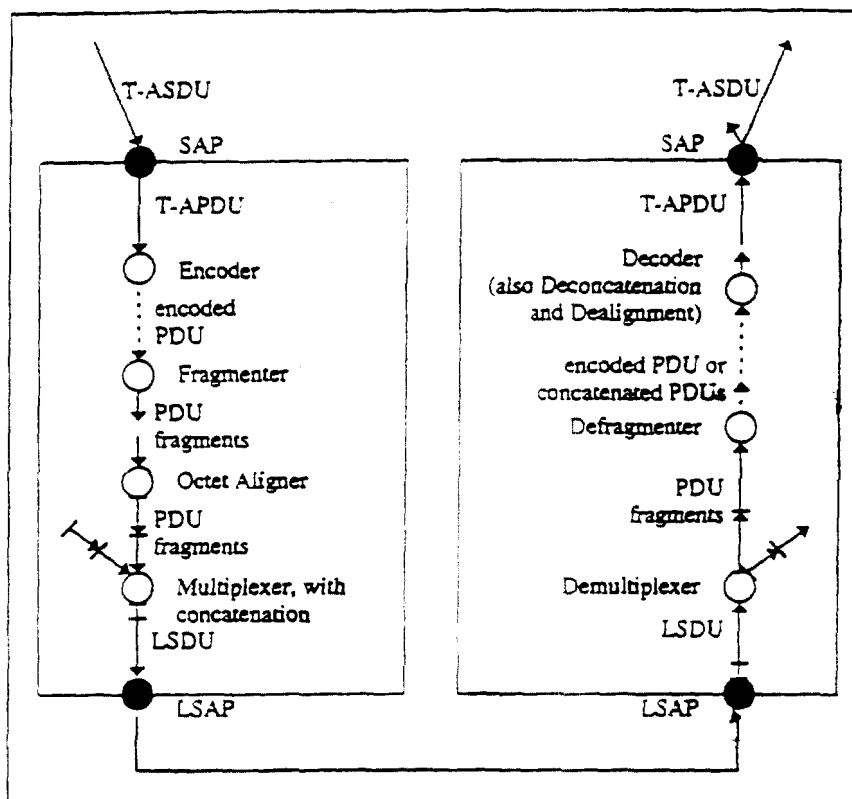 T-ASDU
SAP
T-APDU
Encoder
encoded
PDU
Fragmenter
PDU
fragments
Octet Aligner
PDU
fragments
Multiplexer, with
concatenation
LSDU
LSAP
T-ASDU
SAP
T-APDU
Decoder
(also Deconcatenation
and Dealignment)
encoded PDU or
concatenated PDUs
Defragmenter
PDU
fragments
Demultiplexer
LSDU
LSAP